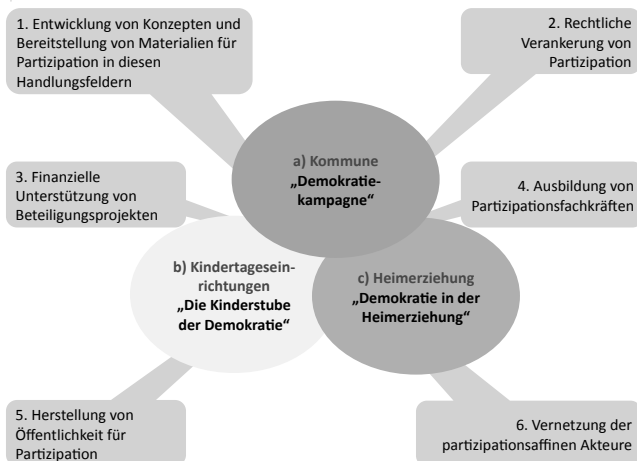 1. Entwicklung von Konzepten und
Bereitstellung von Materialien für
Partizipation in diesen
Handlungsfeldern
2. Rechtliche
Verankerung von
Partizipation
a) Kommune
„Demokratie-
kampagne“
3. Finanzielle
Unterstützung von
Beteiligungsprojekten
4. Ausbildung von
Partizipationsfachkräften
b) Kindertagesein-
richtungen
„Die Kinderstube
der Demokratie“
c) Heimerziehung
„Demokratie in der
Heimerziehung“
5. Herstellung von
Öffentlichkeit für
Partizipation
6. Vernetzung der
partizipationsaffinen Akteure